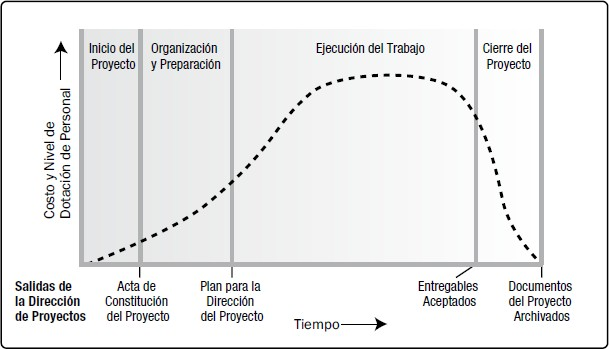 Inicio del
Proyecto
Organización
y Preparación
Ejecución del Trabajo
Cierre del
Proyecto
Costo y Nivel de
Dotación de Personal
Salidas de
la Dirección
de Proyectos
Acta de
Constitución
del Proyecto
Plan para la
Dirección
del Proyecto
Entregables
Aceptados
Documentos
del Proyecto
Archivados
Tiempo